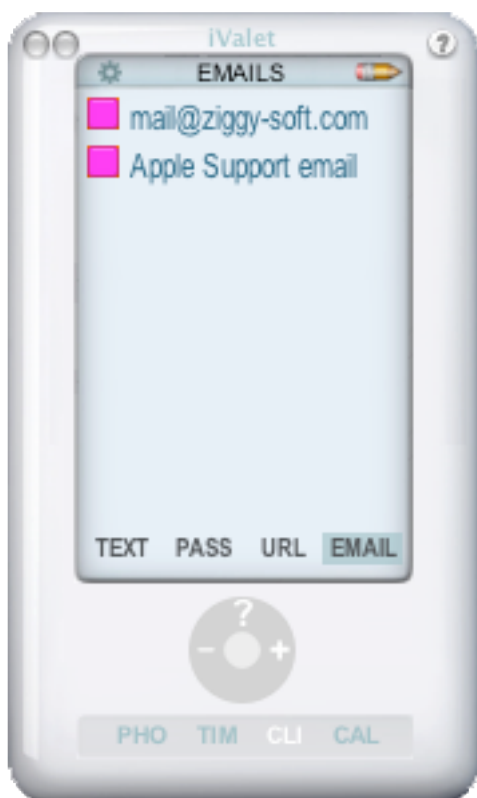 iValet
?
EMAILS
mail@ziggy-soft.com
Apple Support email
TEXT PASS URL EMAIL
?
- +
PHO TIM CLI CAL